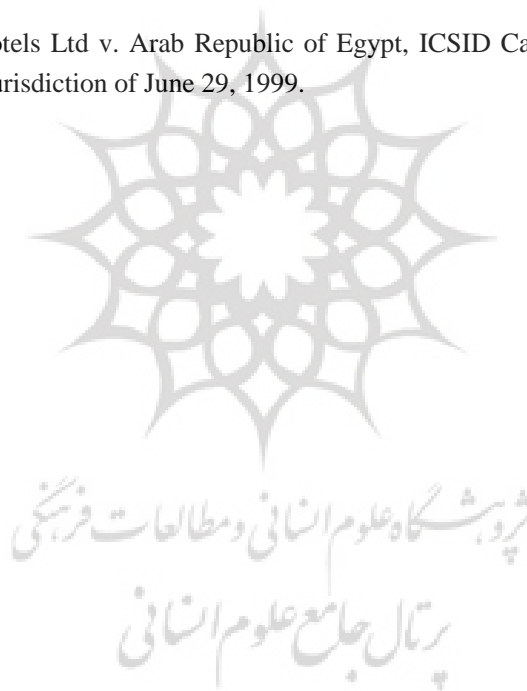 otels Ltd v. Arab Republic of Egypt, ICSID Ca
urisdiction of June 29, 1999.
پژوهشگاه علوم انسانی و مطالعات فرهنگی
پرتال جامع علوم انسانی